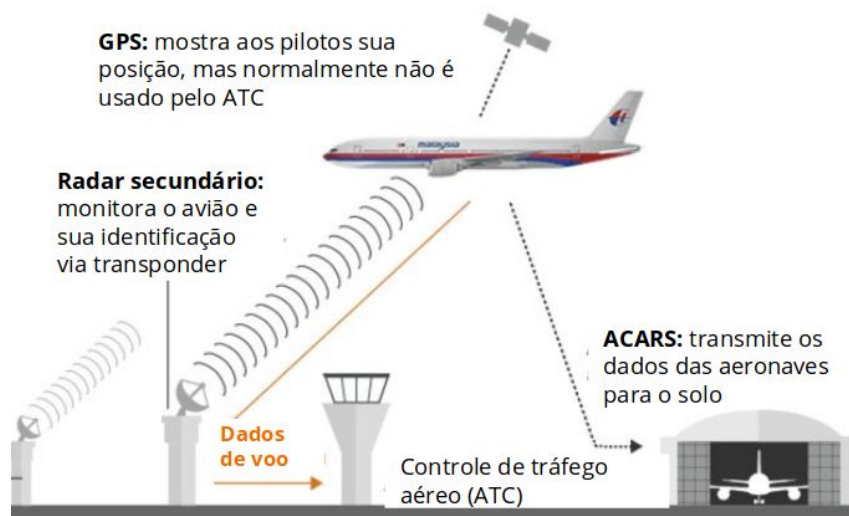 GPS: mostra aos pilotos sua
posição, mas normalmente não é
usado pelo ATC
malaysia
Radar secundário:
monitora o avião e
sua identificação
via transponder
ACARS: transmite os
dados das aeronaves
para o solo
Dados
de voo
Controle de tráfego
aéreo (ATC)